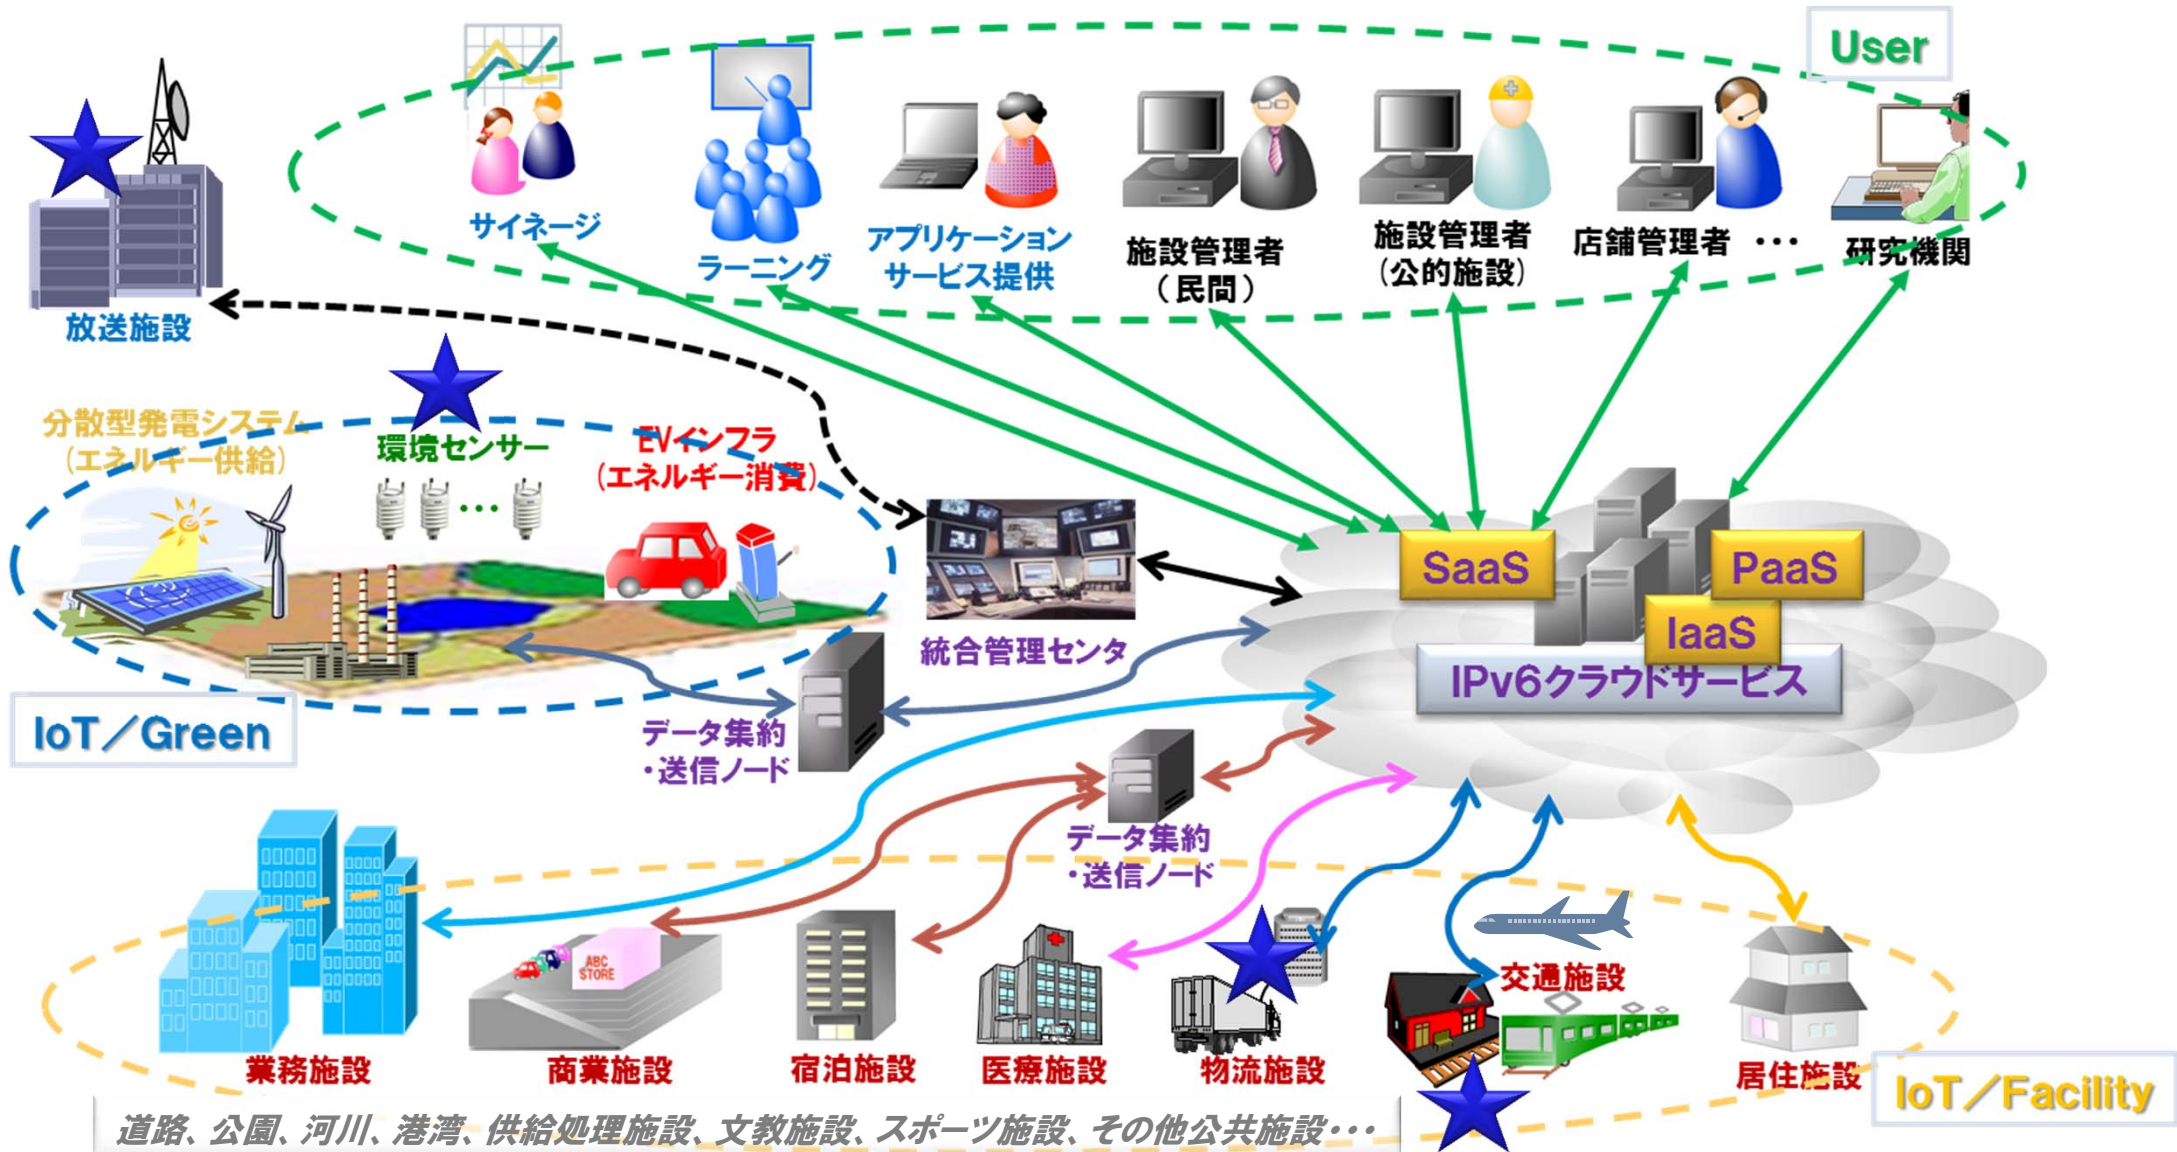 User
サイネージ
ラーニング
アプリケーション
サービス提供
施設管理者
（民間）
施設管理者
(公的施設)
店舗管理者 ・・・
研究機関
放送施設
分散型発電システム
(エネルギー供給)
環境センサー
・・・
EVインフラ
(エネルギー消費)
SaaS
PaaS
IaaS
IPv6クラウドサービス
統合管理センタ
IoT／Green
データ集約
・送信ノード
データ集約
・送信ノード
ABC
STORE
交通施設
業務施設
商業施設
宿泊施設
医療施設
物流施設
居住施設
IoT／Facility
道路、公園、河川、港湾、供給処理施設、文教施設、スポーツ施設、その他公共施設・・・